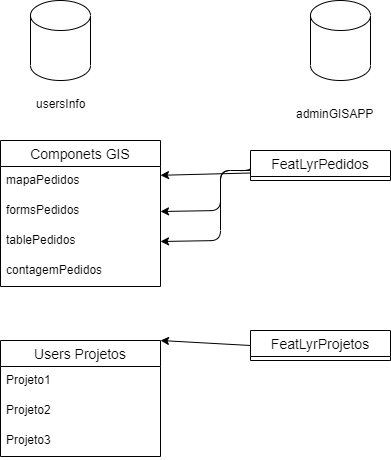 usersInfo
adminGISAPP
Componets GIS
mapaPedidos
formsPedidos
tablePedidos
contagemPedidos
FeatLyrPedidos
Users Projetos
Projeto1
Projeto2
Projeto3
FeatLyrProjetos